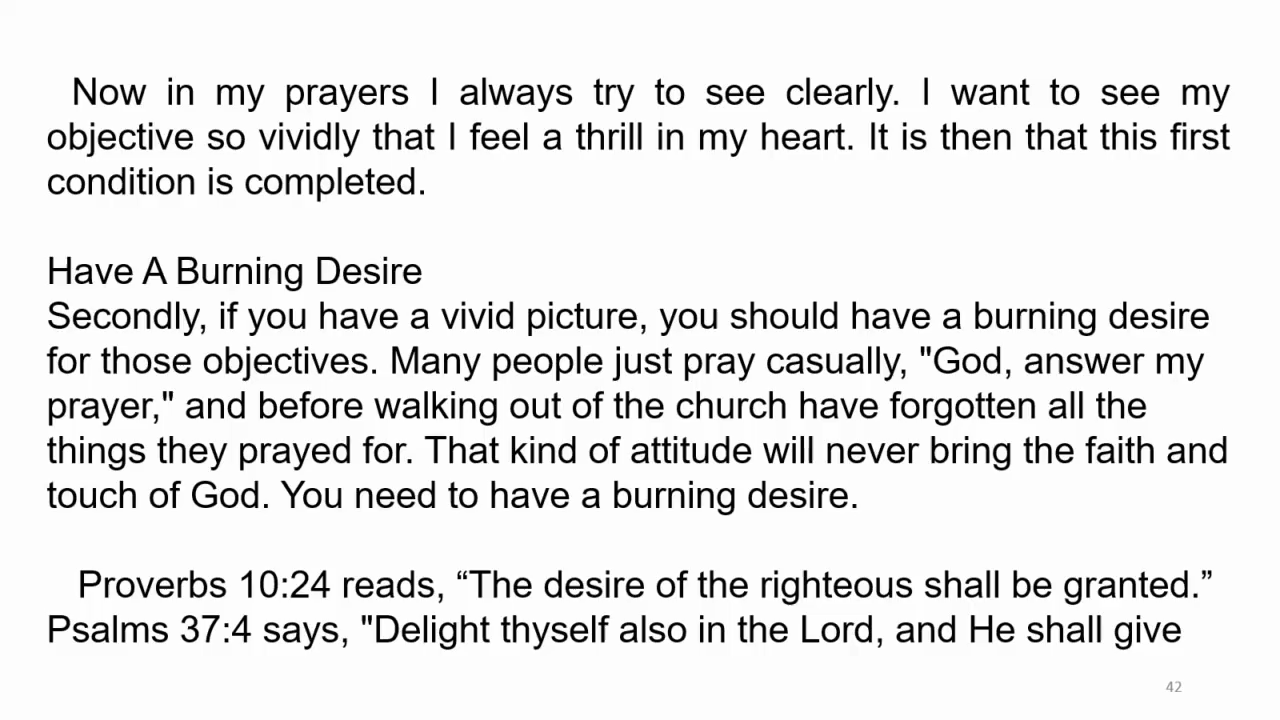 Now in my prayers I always try to see clearly. I want to see my
objective so vividly that I feel a thrill in my heart. It is then that this first
condition is completed.
Have A Burning Desire
Secondly, if you have a vivid picture, you should have a burning desire
for those objectives. Many people just pray casually, "God, answer my
prayer," and before walking out of the church have forgotten all the
things they prayed for. That kind of attitude will never bring the faith and
touch of God. You need to have a burning desire.
Proverbs 10:24 reads, “The desire of the righteous shall be granted.”
Psalms 37:4 says, "Delight thyself also in the Lord, and He shall give
42